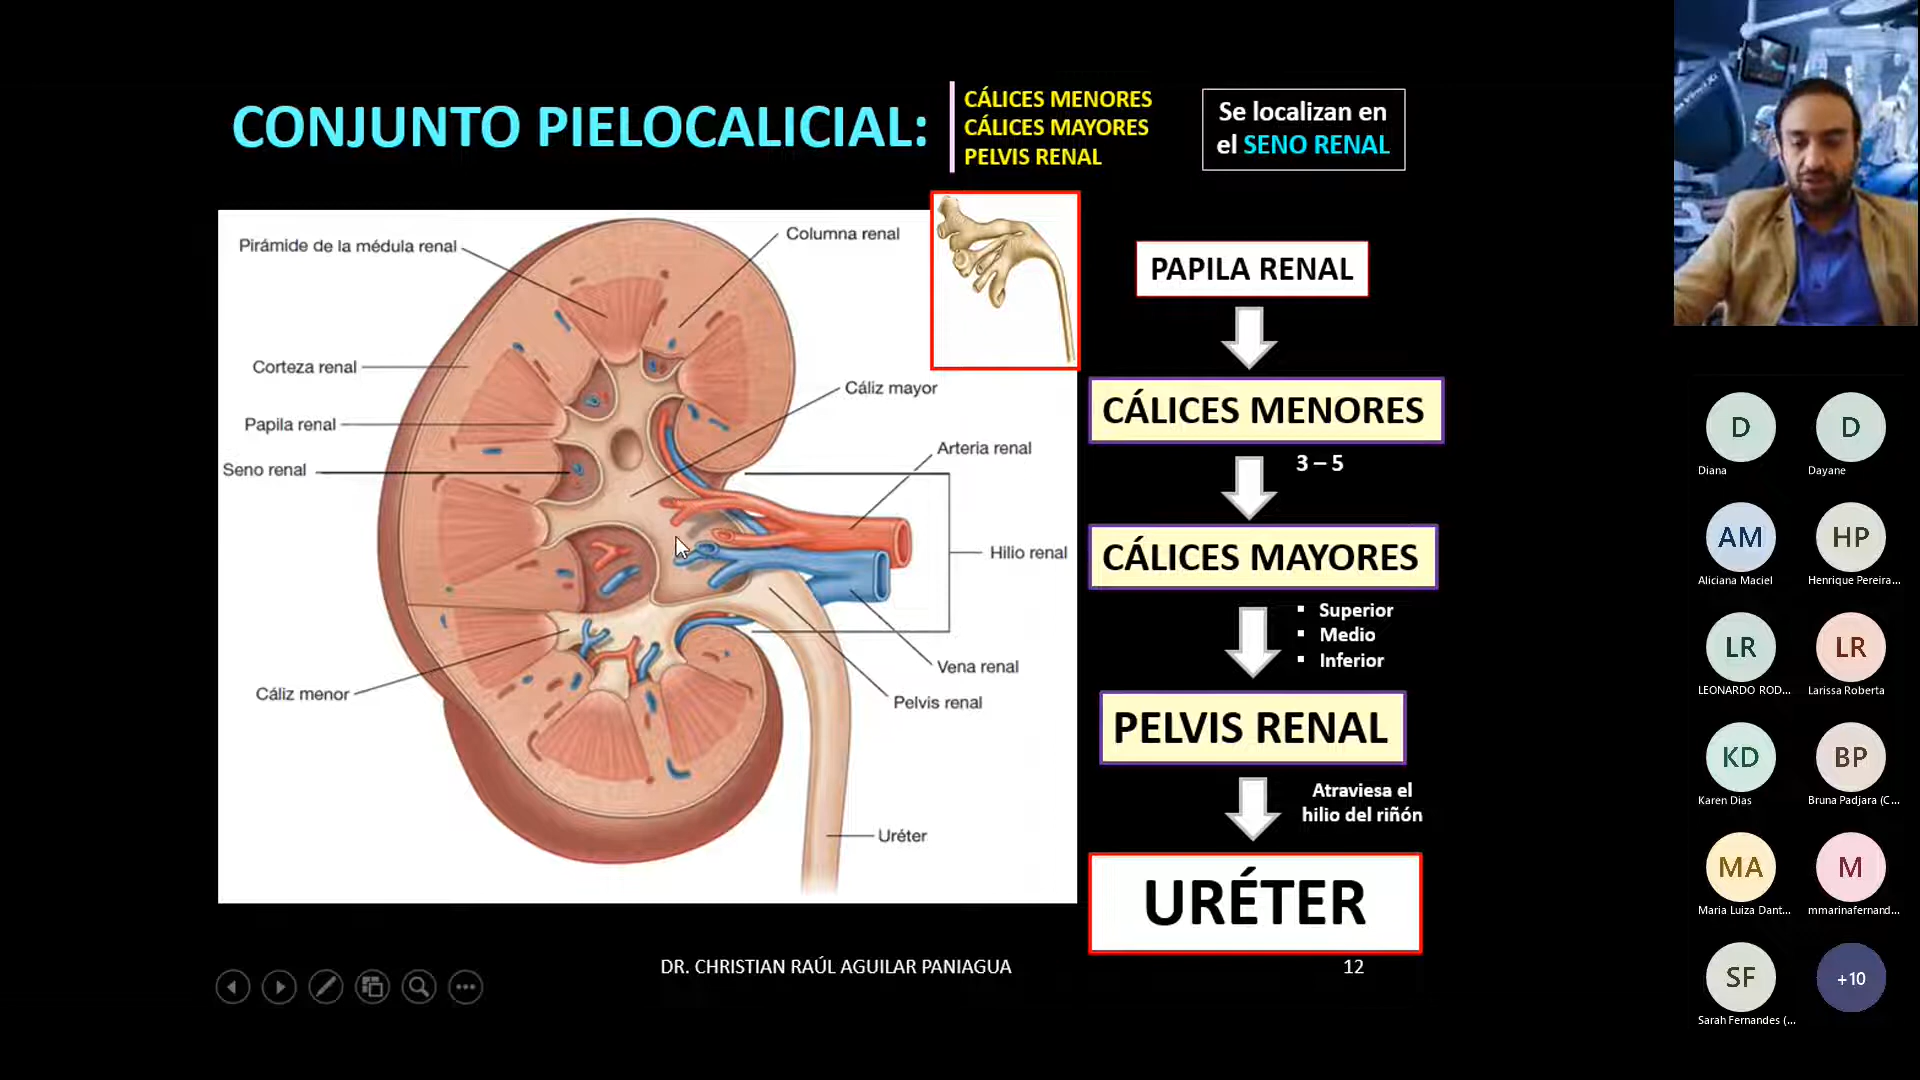 CONJUNTO PIELOCALICIAL:
CÁLICES MENORES
CÁLICES MAYORES
PELVIS RENAL
Se localizan en
el SENO RENAL
Pirámide de la médula renal
Columna renal
Corteza renal
Cáliz mayor
Papila renal
Arteria renal
Seno renal
Hilio renal
Vena renal
Cáliz menor
Pelvis renal
Uréter
PAPILA RENAL
CÁLICES MENORES
3 – 5
CÁLICES MAYORES
▪ Superior
▪ Medio
▪ Inferior
PELVIS RENAL
Atraviesa el
hilio del riñón
URÉTER
DR. CHRISTIAN RAÚL AGUILAR PANIAGUA
12
D
Diana
D
Dayane
AM
Aliciana Maciel
HP
Henrique Pereira...
LR
LEONARDO ROD...
LR
Larissa Roberta
KD
Karen Dias
BP
Bruna Padjara (C...
MA
Maria Luiza Dant...
M
mmarinafernand...
SF
Sarah Fernandes (...
+10